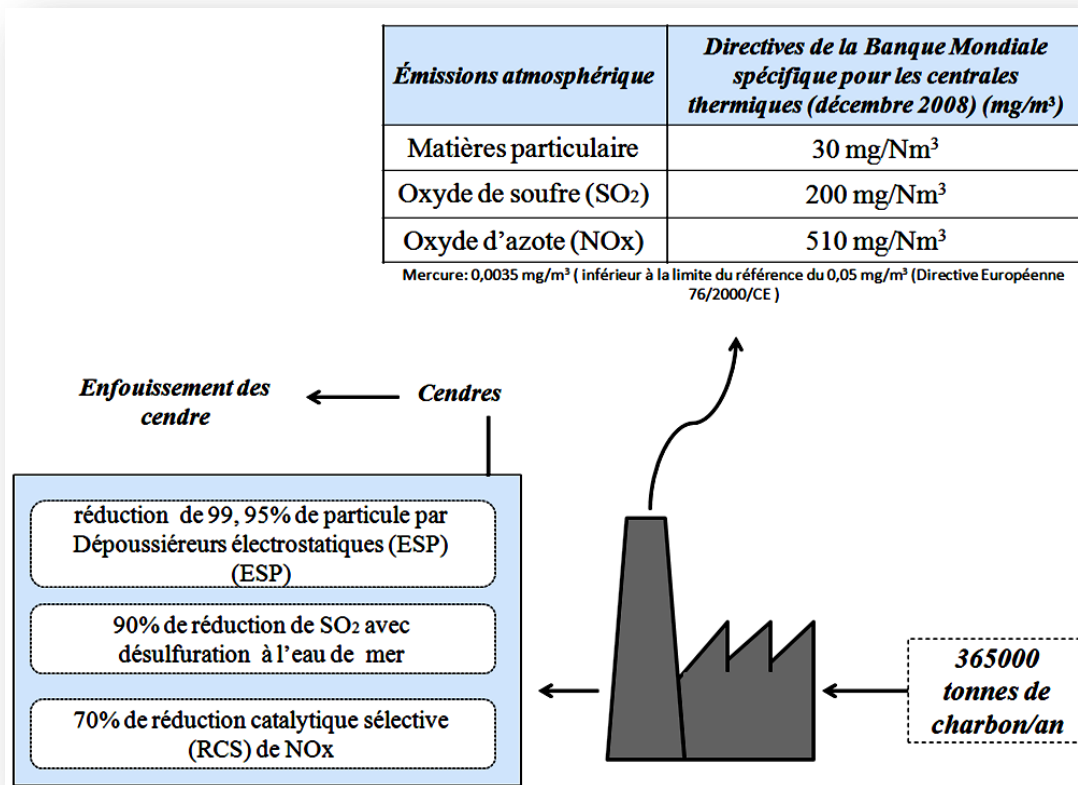 Émissions atmosphérique
Directives de la Banque Mondiale
spécifique pour les centrales
thermiques (décembre 2008) (mg/m³)
Matières particulaire
30 mg/Nm³
Oxyde de soufre (SO₂)
200 mg/Nm³
Oxyde d’azote (NOx)
510 mg/Nm³
Mercure: 0,0035 mg/m³ ( inférieur à la limite du référence du 0,05 mg/m³ (Directive Européenne
76/2000/CE )
Enfouissement des
cendre
Cendres
réduction de 99, 95% de particule par
Dépoussiéreurs électrostatiques (ESP)
(ESP)
90% de réduction de SO₂ avec
désulfuration à l’eau de mer
70% de réduction catalytique sélective
(RCS) de NOx
365000
tonnes de
charbon/an